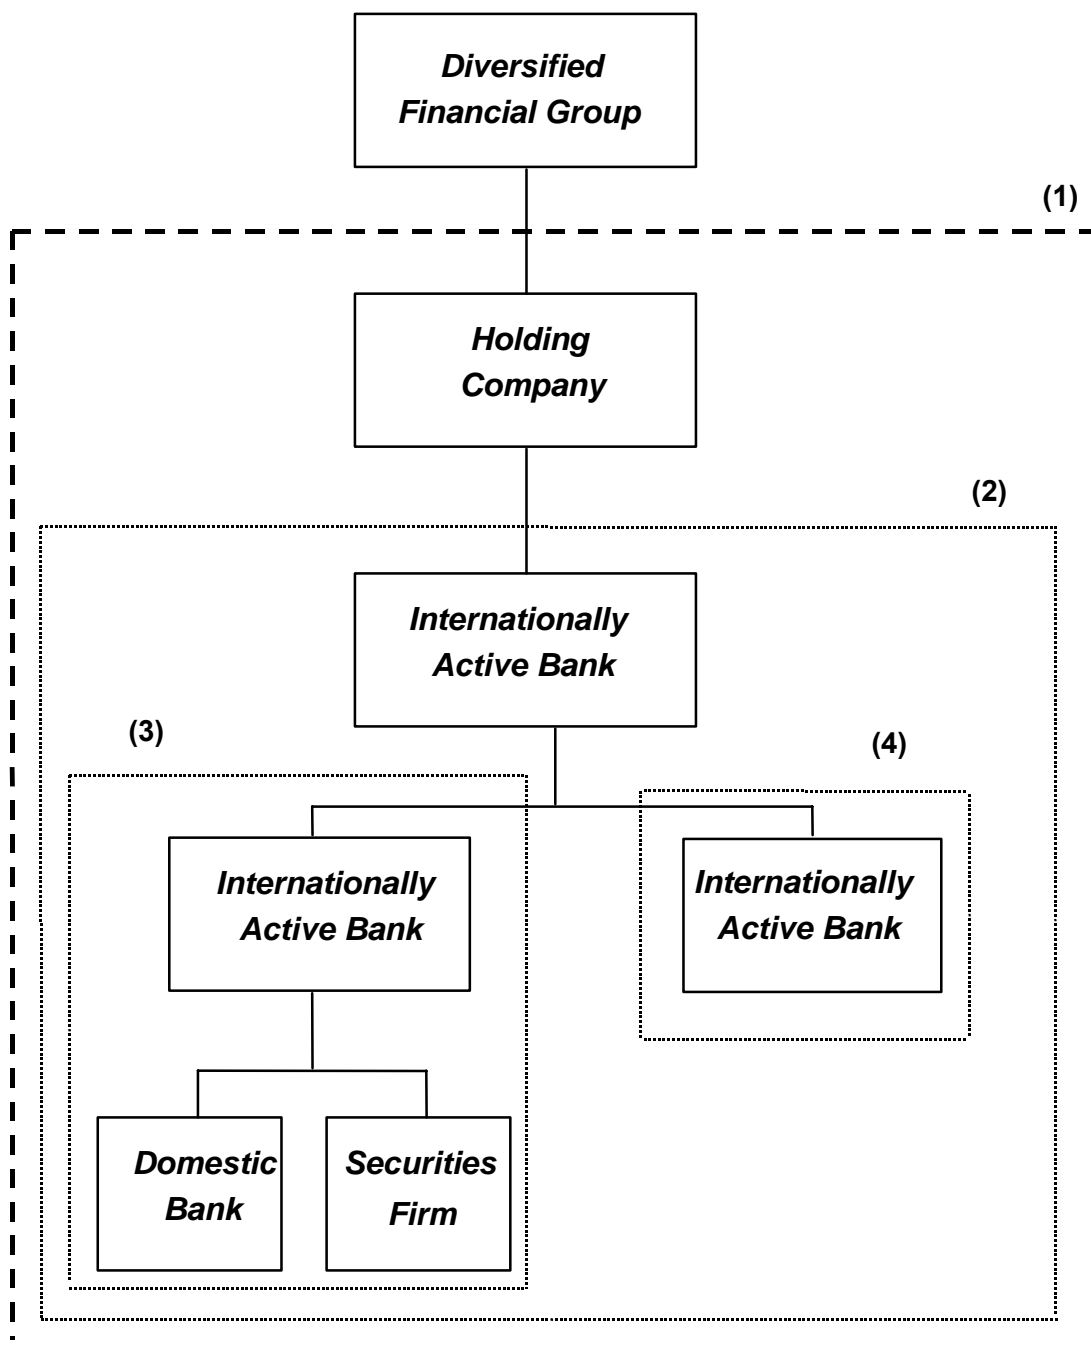 Diversified
Financial Group
(1)
Holding
Company
(2)
Internationally
Active Bank
(3)
(4)
Internationally
Active Bank
Internationally
Active Bank
Domestic
Bank
Securities
Firm